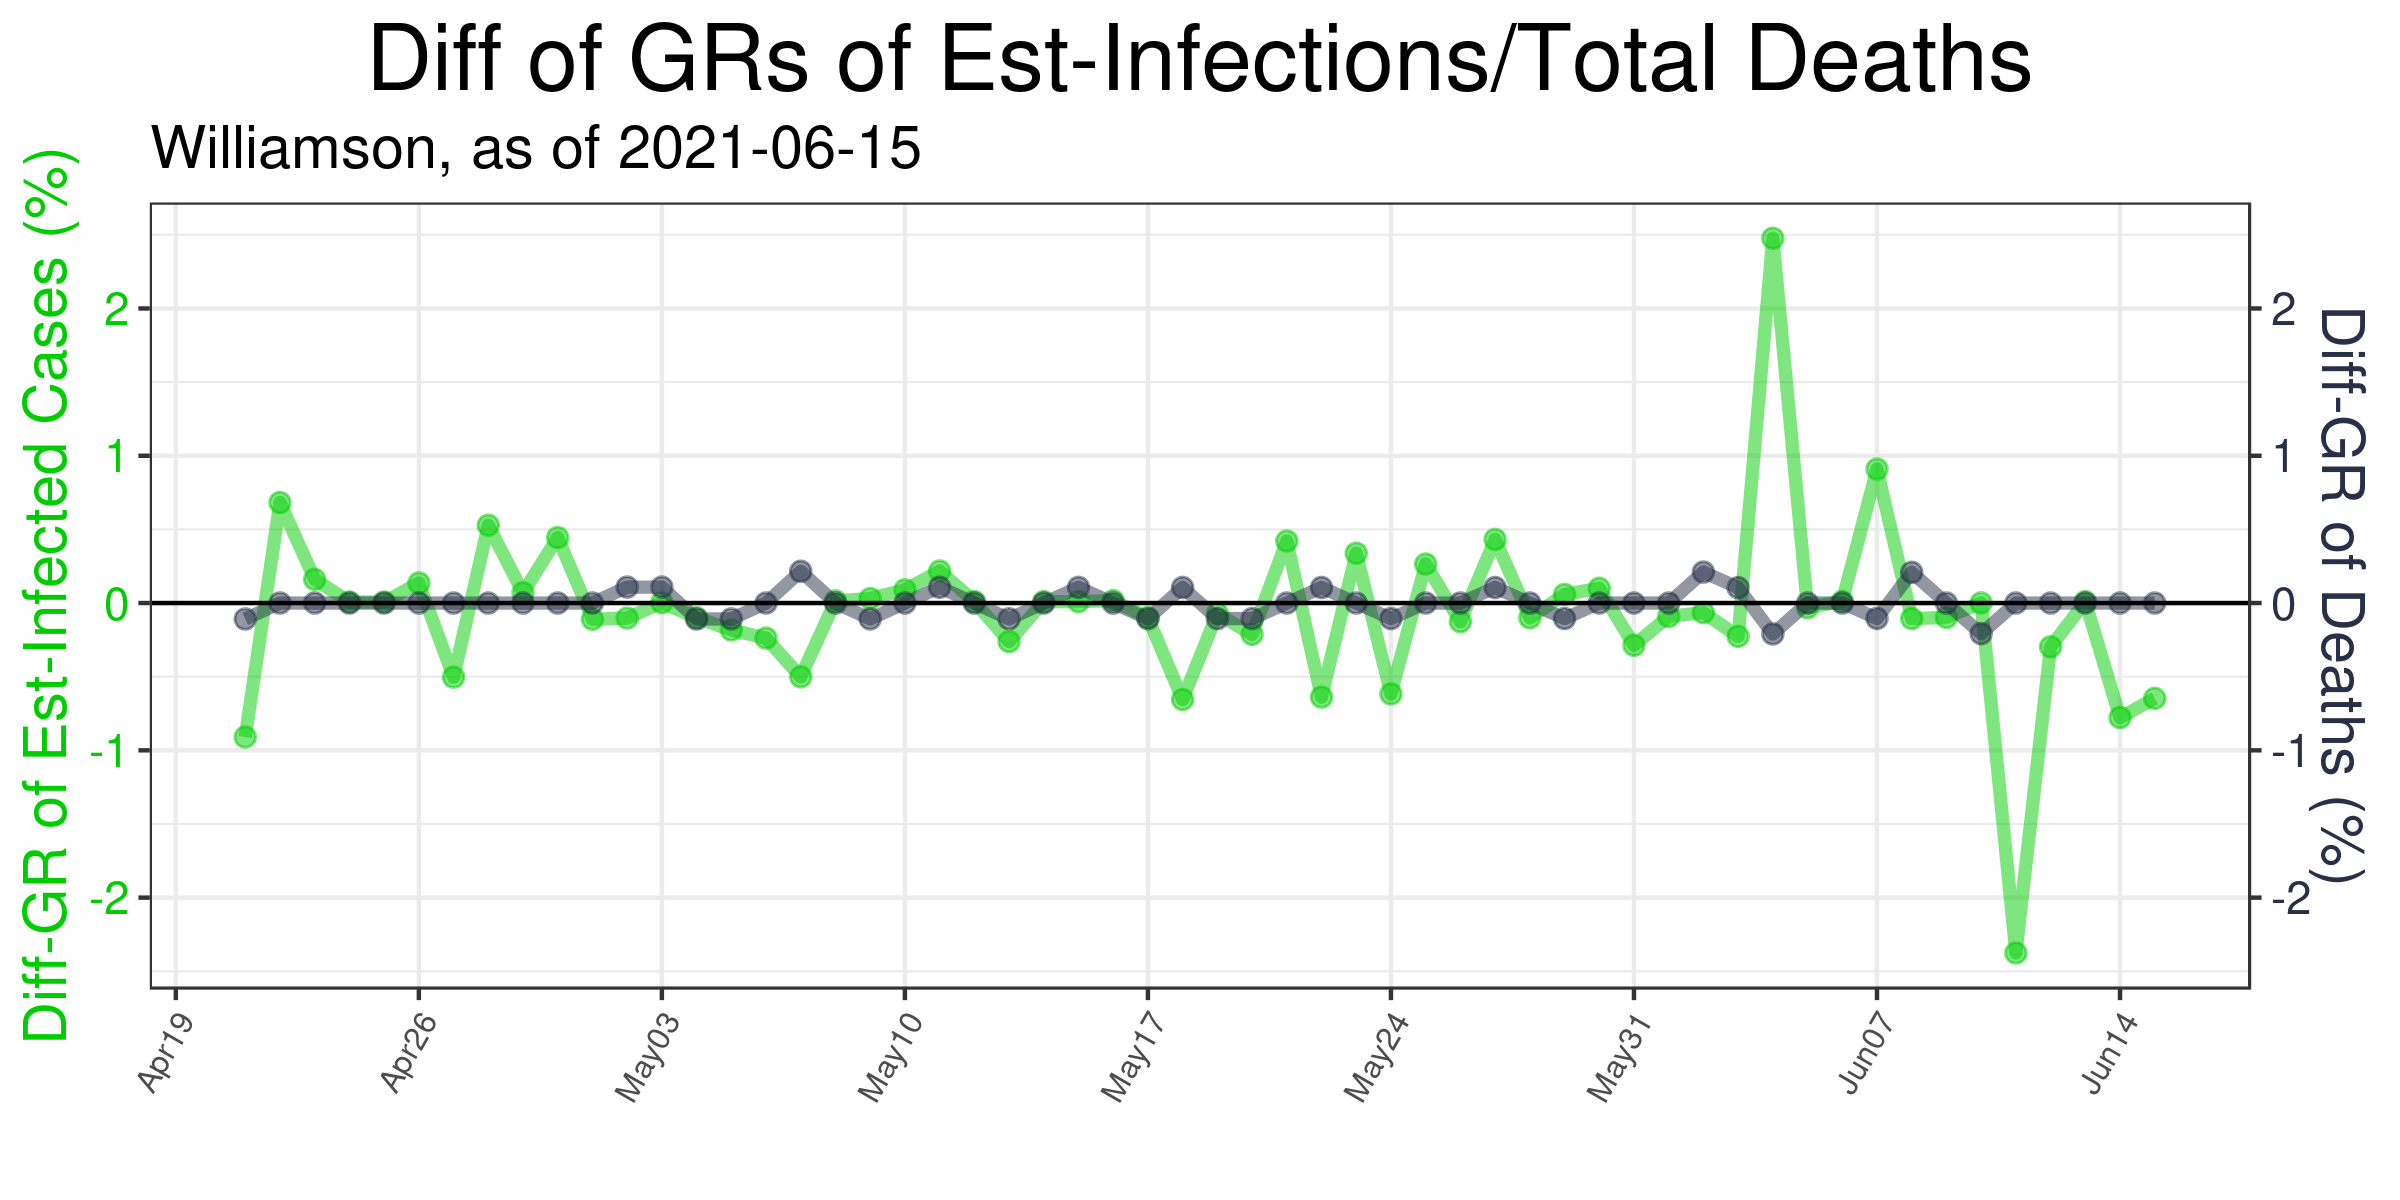 Diff of GRs of Est-Infections/Total Deaths
Williamson, as of 2021-06-15
Diff-GR of Est-Infected Cases (%)
2
1
0
-1
-2
2
1
0
-1
-2
Diff-GR of Deaths (%)
Apr19
Apr26
May03
May10
May17
May24
May31
Jun07
Jun14